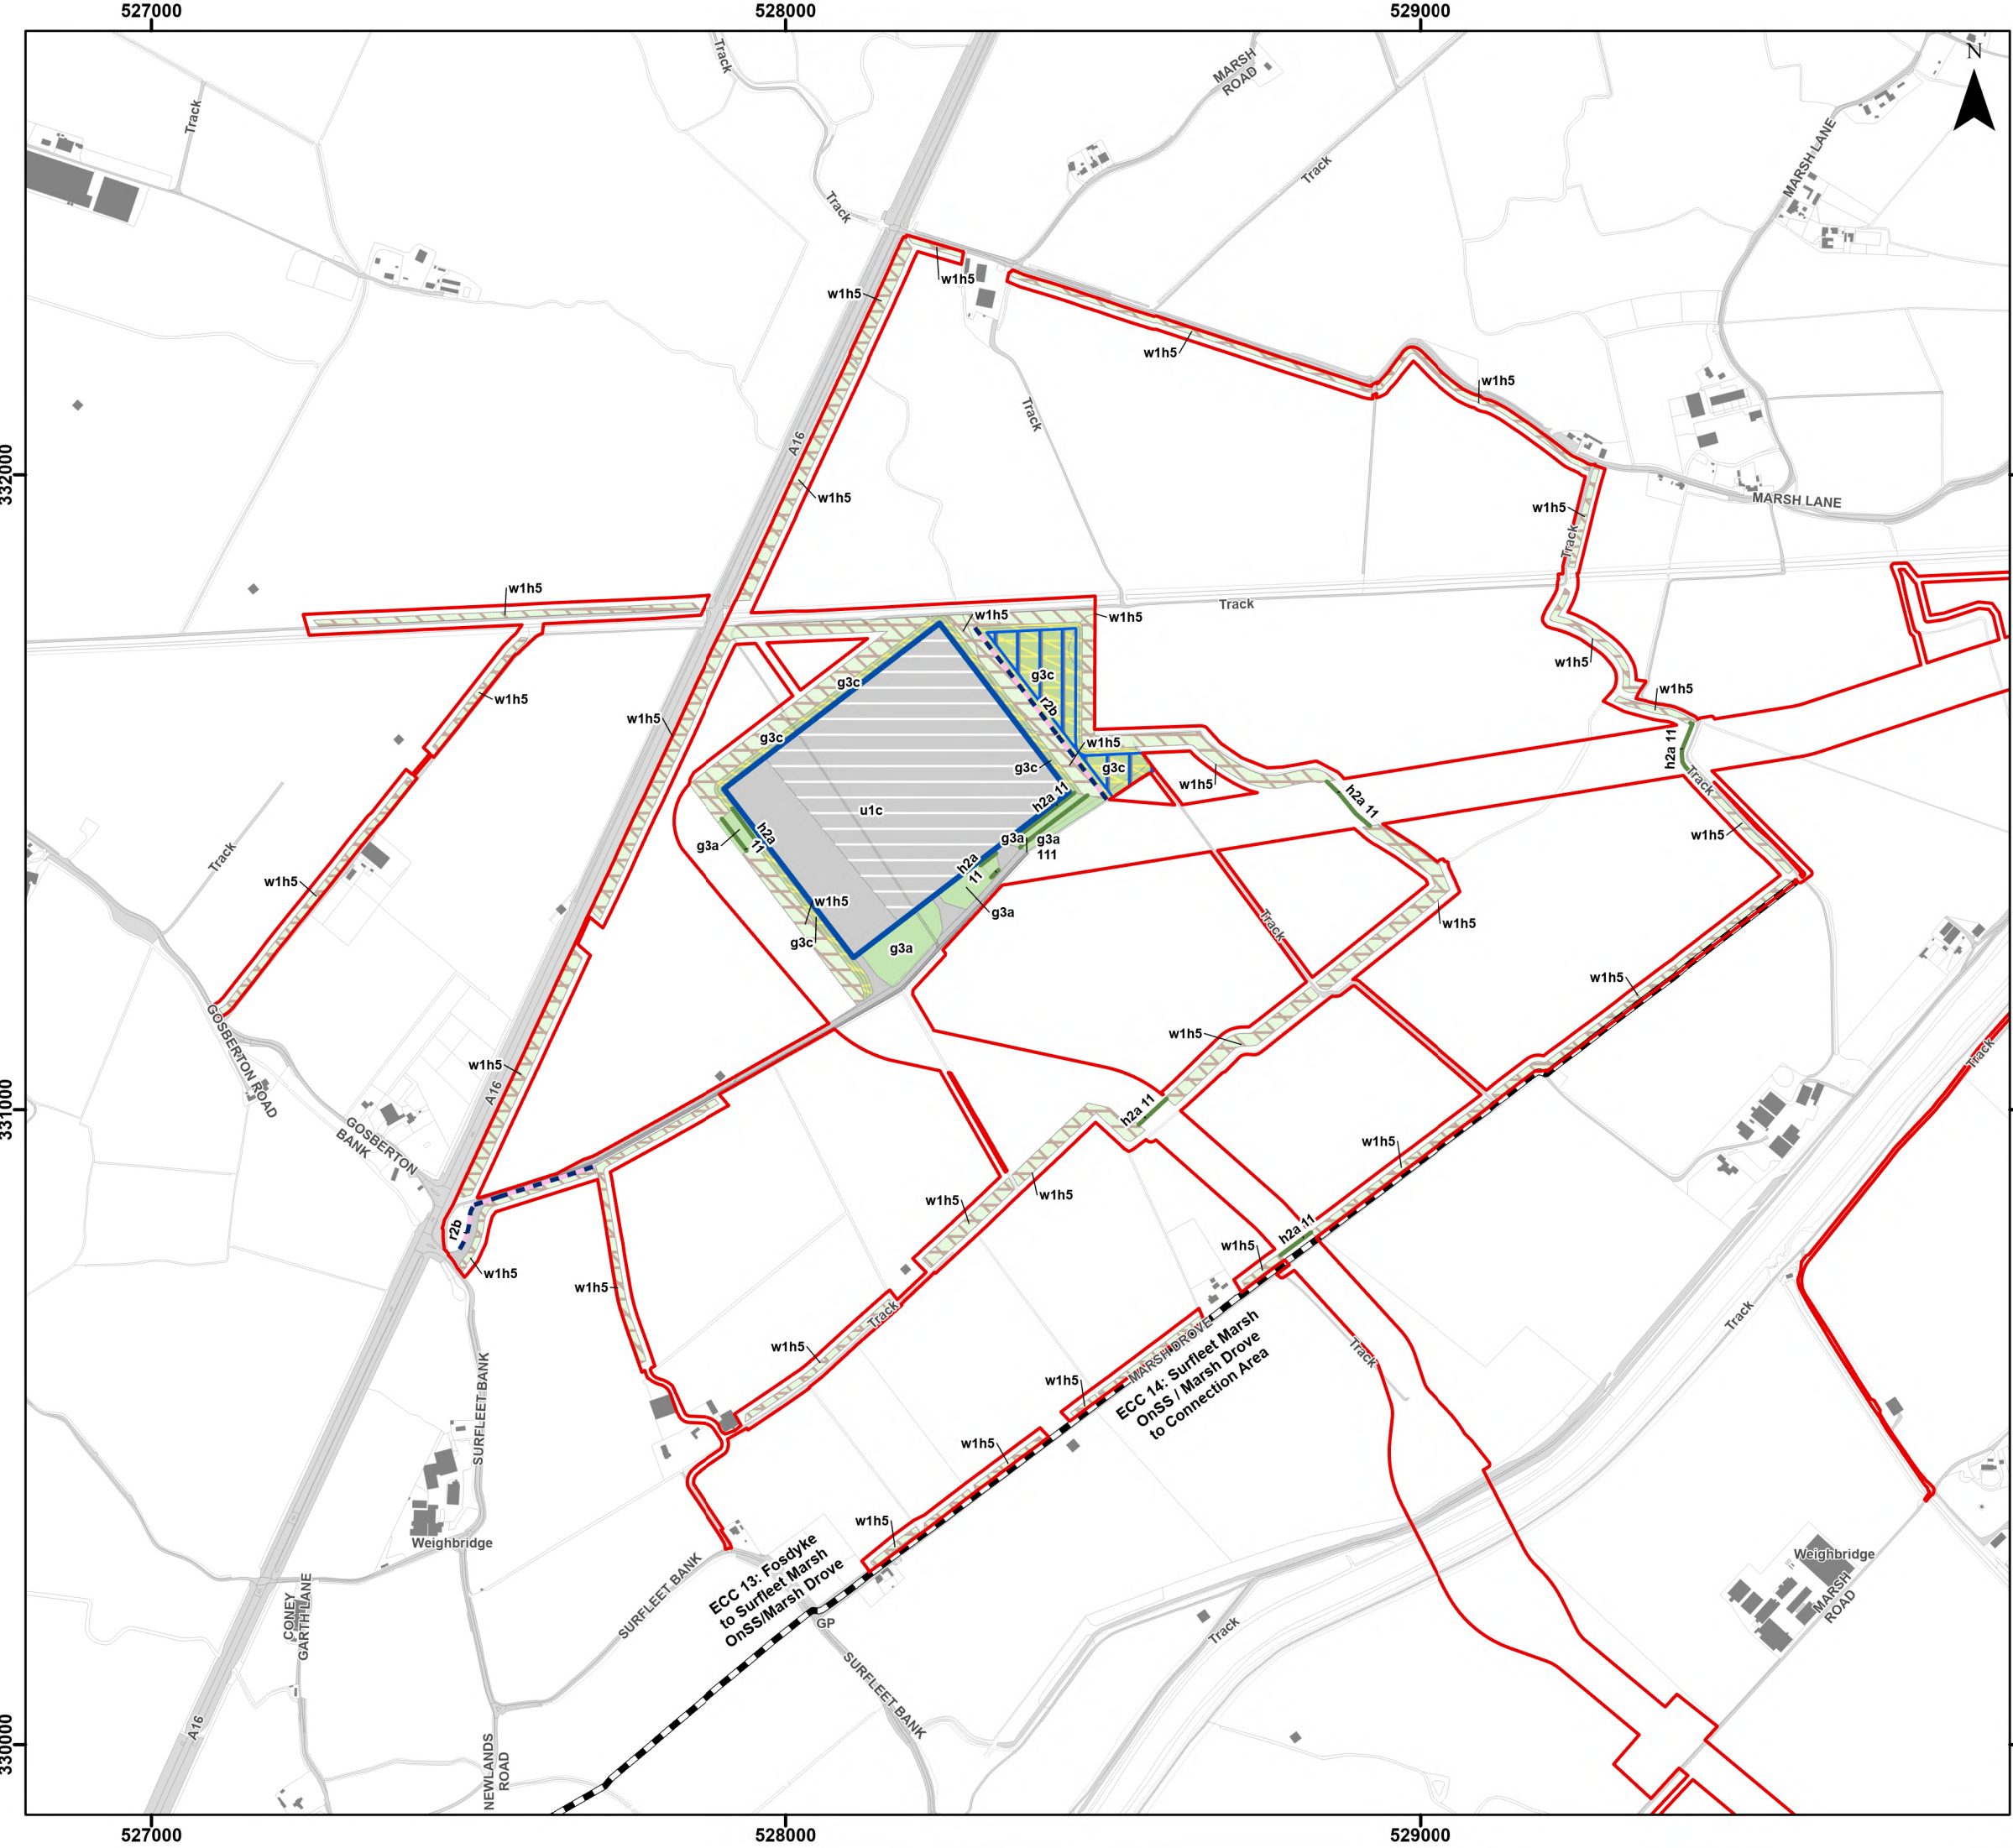 527000
528000
529000
N
Track
MARSH
ROAD
Track
Track
MARSH LANE
Track
w1h5
w1h5
w1h5
w1h5
Track
A16
332000
w1h5
w1h5
MARSH LANE
Track
w1h5
Track
w1h5
w1h5
g3c
w1h5
g3c
w1h5
w1h5
w1h5
r2b
w1h5
g3c
w1h5
h2a 11
g3c
g3c
w1h5
Track
h2a 11
h2a 11
u1c
w1h5
g3a
h2a
11
g3a
g3a
111
Track
h2a
11
w1h5
w1h5
g3a
w1h5
g3c
g3a
Track
w1h5
GOSBERTON ROAD
w1h5
Track
w1h5
A16
331000
h2a 11
GOSBERTON
BANK
w1h5
w1h5
w1h5
r2b
h2a 11
w1h5
w1h5
w1h5
Track
Track
w1h5
MARSH DROVE
Track
w1h5
ECC 14: Surfleet Marsh
OnSS / Marsh Drove
to Connection Area
SURFLEET BANK
w1h5
w1h5
Weighbridge
ECC 13: Fosdyke
to Surfleet Marsh
OnSS/Marsh Drove
Weighbridge
SURFLEET BANK
MARSH
ROAD
CONEY
GARTH LANE
GP
Track
SURFLEET BANK
A16
330000
NEWLANDS
ROAD
527000
528000
529000